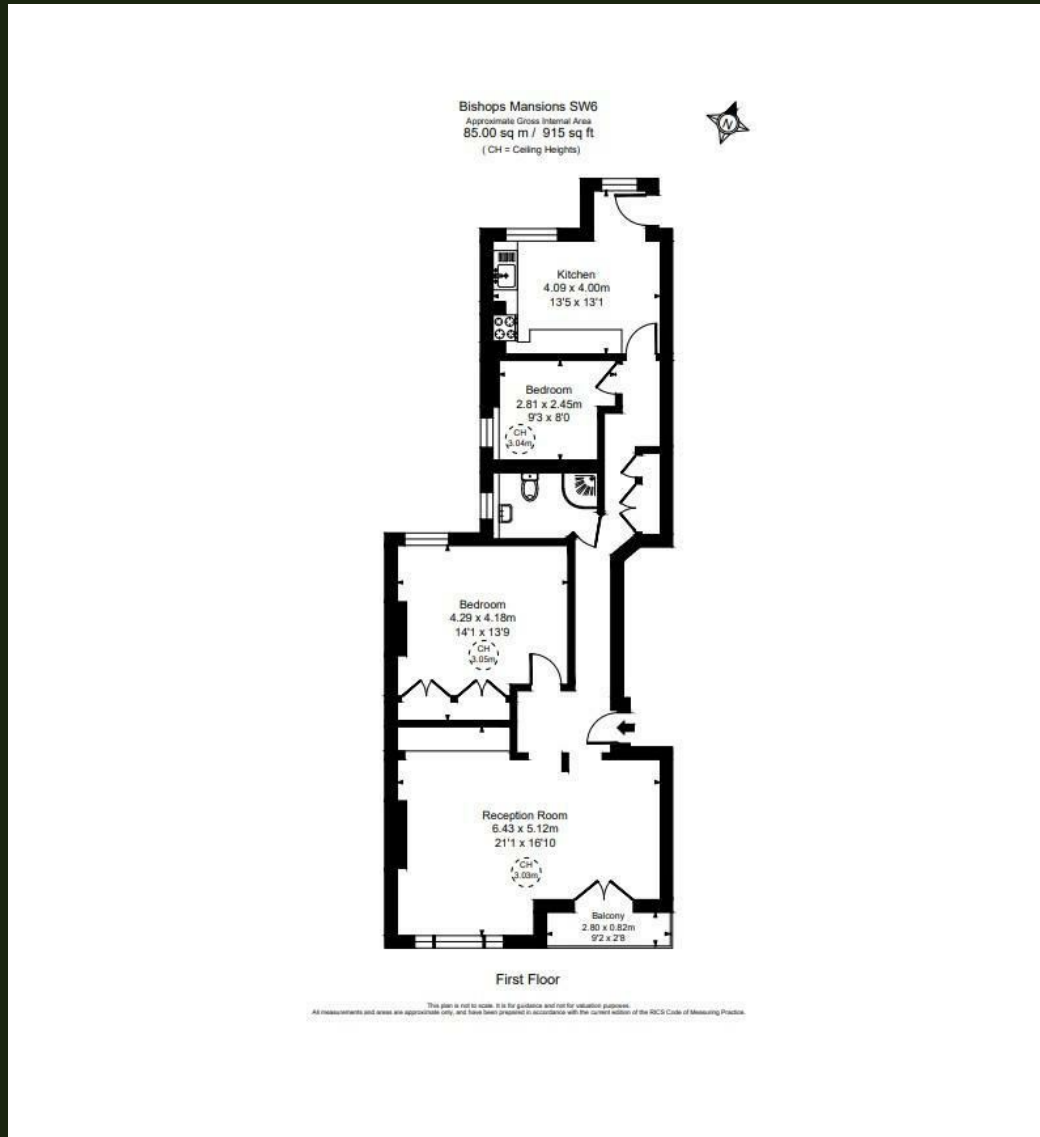 Bishops Mansions SW6
Approximate Gross Internal Area
85.00 sq m / 915 sq ft
( CH = Ceiling Heights)
N
Kitchen
4.09 x 4.00m
13'5 x 13'1
Bedroom
2.81 x 2.45m
9'3 x 8'0
CH
3.04m
Bedroom
4.29 x 4.18m
14'1 x 13'9
CH
3.05m
Reception Room
6.43 x 5.12m
21'1 x 16'10
CH
3.03m
Balcony
2.80 x 0.82m
9'2 x 2'8
First Floor
This plan is not to scale. It is for guidance and not for valuation purposes.
All measurements and areas are approximate only, and have been prepared in accordance with the current edition of the RICS Code of Measuring Practice.